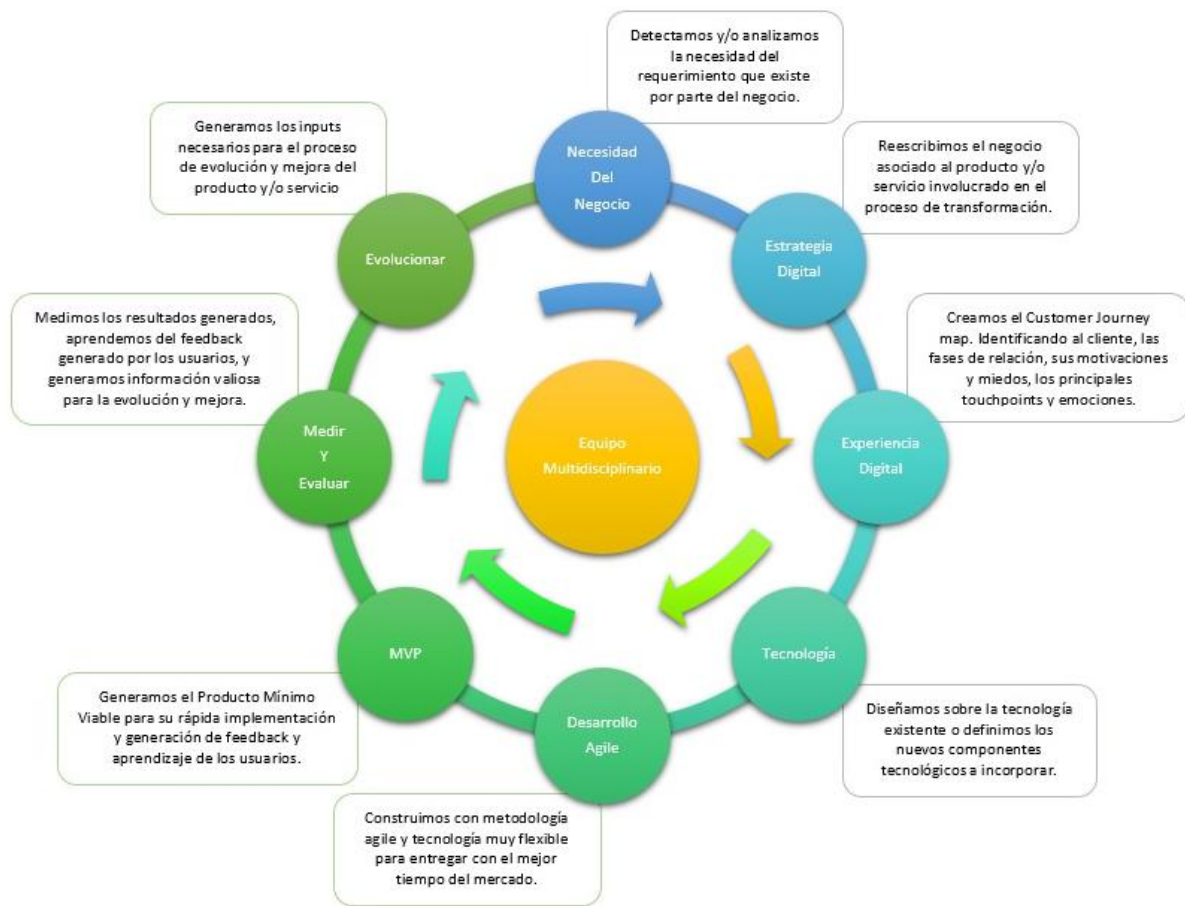 Detectamos y/o analizamos
la necesidad del
requerimiento que existe
por parte del negocio.
Necesidad
Del
Negocio
Reescribimos el negocio
asociado al producto y/o
servicio involucrado en el
proceso de transformación.
Estrategia
Digital
Creamos el Customer Journey
map. Identificando al cliente, las
fases de relación, sus motivaciones
y miedos, los principales
touchpoints y emociones.
Experiencia
Digital
Tecnología
Diseñamos sobre la tecnología
existente o definimos los
nuevos componentes
tecnológicos a incorporar.
Desarrollo
Agile
Construimos con metodología
agile y tecnología muy flexible
para entregar con el mejor
tiempo del mercado.
MVP
Generamos el Producto Mínimo
Viable para su rápida implementación
y generación de feedback y
aprendizaje de los usuarios.
Medir
Y
Evaluar
Medimos los resultados generados,
aprendemos del feedback
generado por los usuarios, y
generamos información valiosa
para la evolución y mejora.
Evolucionar
Generamos los inputs
necesarios para el proceso
de evolución y mejora del
producto y/o servicio
Equipo
Multidisciplinario